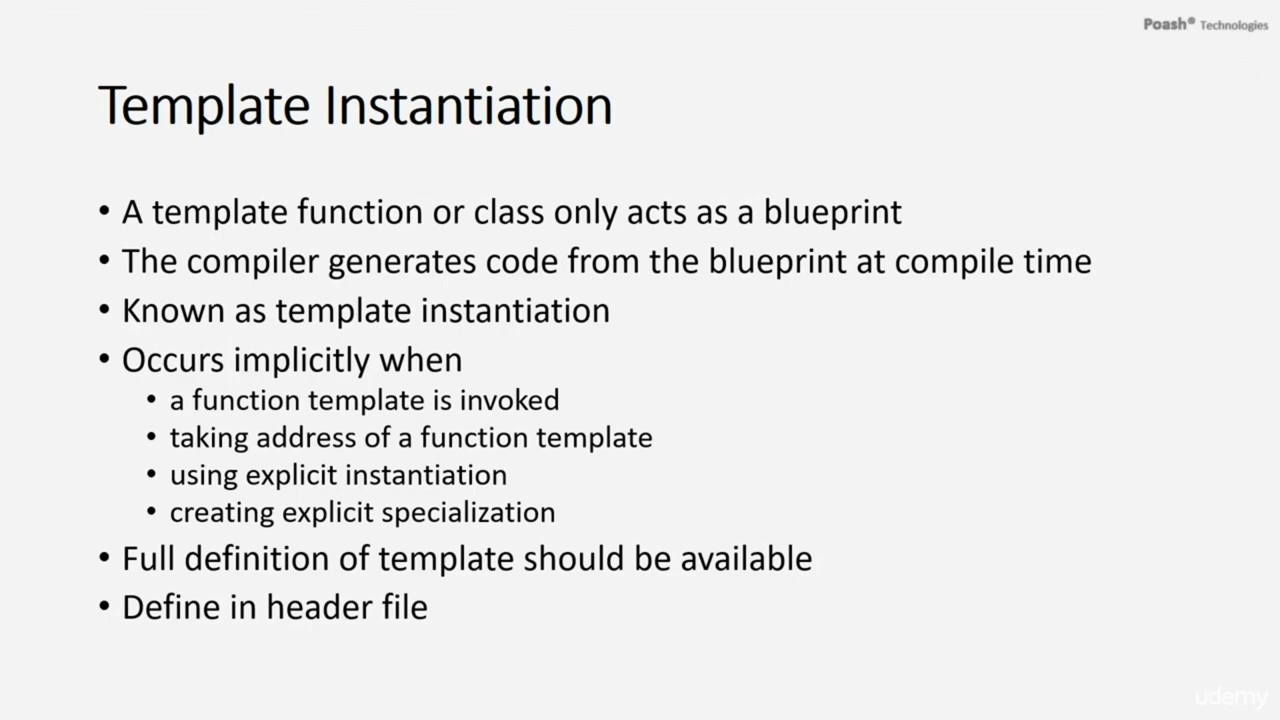 Poash® Technologies
Template Instantiation
• A template function or class only acts as a blueprint
• The compiler generates code from the blueprint at compile time
• Known as template instantiation
• Occurs implicitly when
• a function template is invoked
• taking address of a function template
• using explicit instantiation
• creating explicit specialization
• Full definition of template should be available
• Define in header file
udemy